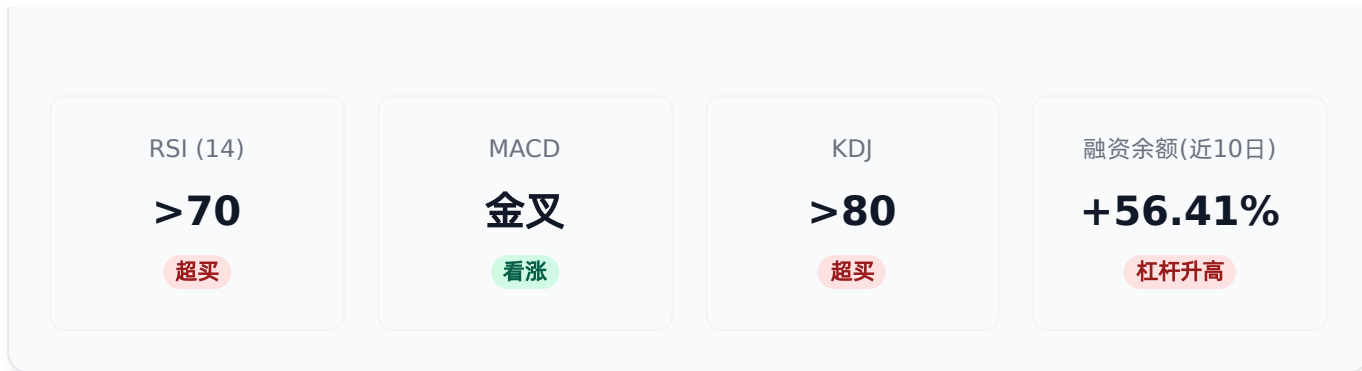 RSI (14)
>70
超买
MACD
金叉
看涨
KDJ
>80
超买
融资余额(近10日)
+56.41%
杠杆升高